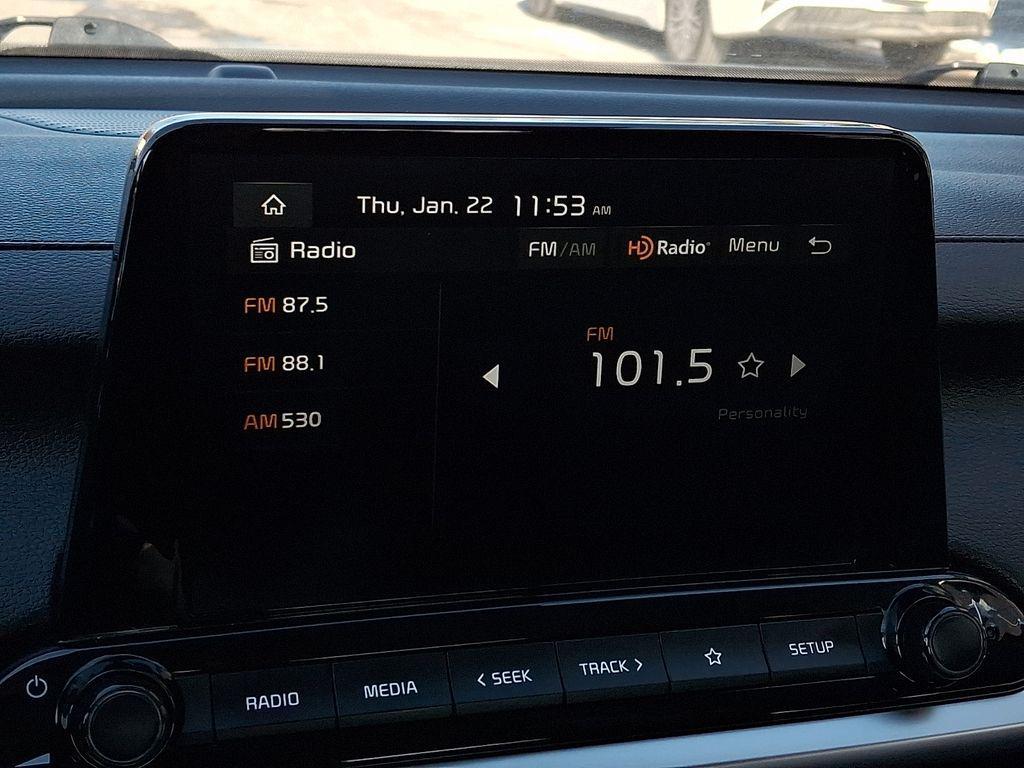 Thu, Jan. 22 11:53 AM
Radio FM/AM HD Radio® Menu
FM 87.5
FM 88.1
AM 530
FM
101.5
Personality
RADIO MEDIA < SEEK TRACK > SETUP